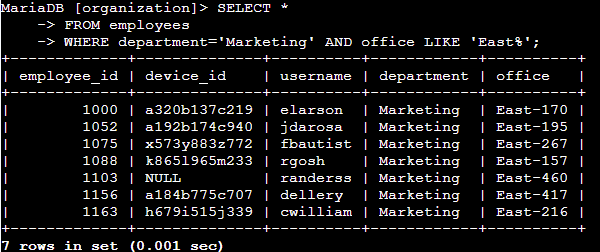 MariaDB [organization]> SELECT *
    -> FROM employees
    -> WHERE department='Marketing' AND office LIKE 'East%';
+-------------+--------------+----------+------------+----------+
| employee_id | device_id    | username | department | office   |
+-------------+--------------+----------+------------+----------+
|        1000 | a320b137c219 | elarson  | Marketing  | East-170 |
|        1052 | a192b174c940 | jdarosa  | Marketing  | East-195 |
|        1075 | x573y883z772 | fbautist | Marketing  | East-267 |
|        1088 | k865l965m233 | rgosh    | Marketing  | East-157 |
|        1103 | NULL         | randerss | Marketing  | East-460 |
|        1156 | a184b775c707 | dellery  | Marketing  | East-417 |
|        1163 | h679i515j339 | cwilliam | Marketing  | East-216 |
+-------------+--------------+----------+------------+----------+
7 rows in set (0.001 sec)